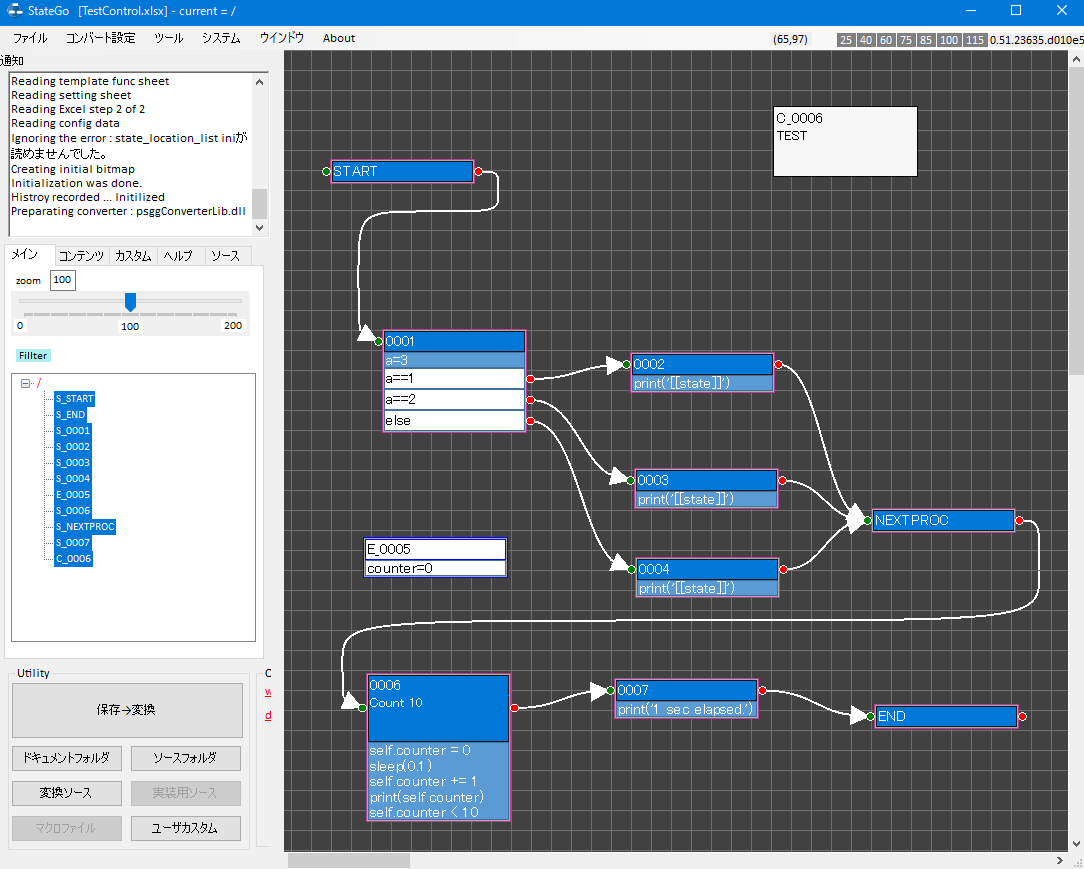 StateGo [TestControl.xlsx] - current = /
ファイル コンバート設定 ツール システム ウインドウ About
(65,97) 25 40 60 75 85 100 115 0.51.23635.d010e5
通知
Reading template func sheet
Reading setting sheet
Reading Excel step 2 of 2
Reading config data
Ignoring the error : state_location_list iniが
読めませんでした。
Creating initial bitmap
Initialization was done.
Histroy recorded ... Initilized
Preparing converter : psggConverterLib.dll
メイン コンテンツ カスタム ヘルプ ソース
zoom 100
0 100 200
Fillter
/
S_START
S_END
S_0001
S_0002
S_0003
S_0004
E_0005
S_0006
S_NEXTPROC
S_0007
C_0006
Utility
保存→変換
ドキュメントフォルダ ソースフォルダ
変換ソース 実装用ソース
マクロファイル ユーザカスタム
C_0006
TEST
START
0001
a=3
a==1
a==2
else
0002
print('[[state]]')
0003
print('[[state]]')
0004
print('[[state]]')
NEXTPROC
E_0005
counter=0
0006
Count 10
self.counter = 0
sleep(0.1)
self.counter += 1
print(self.counter)
self.counter < 10
0007
print('1 sec elapsed.')
END